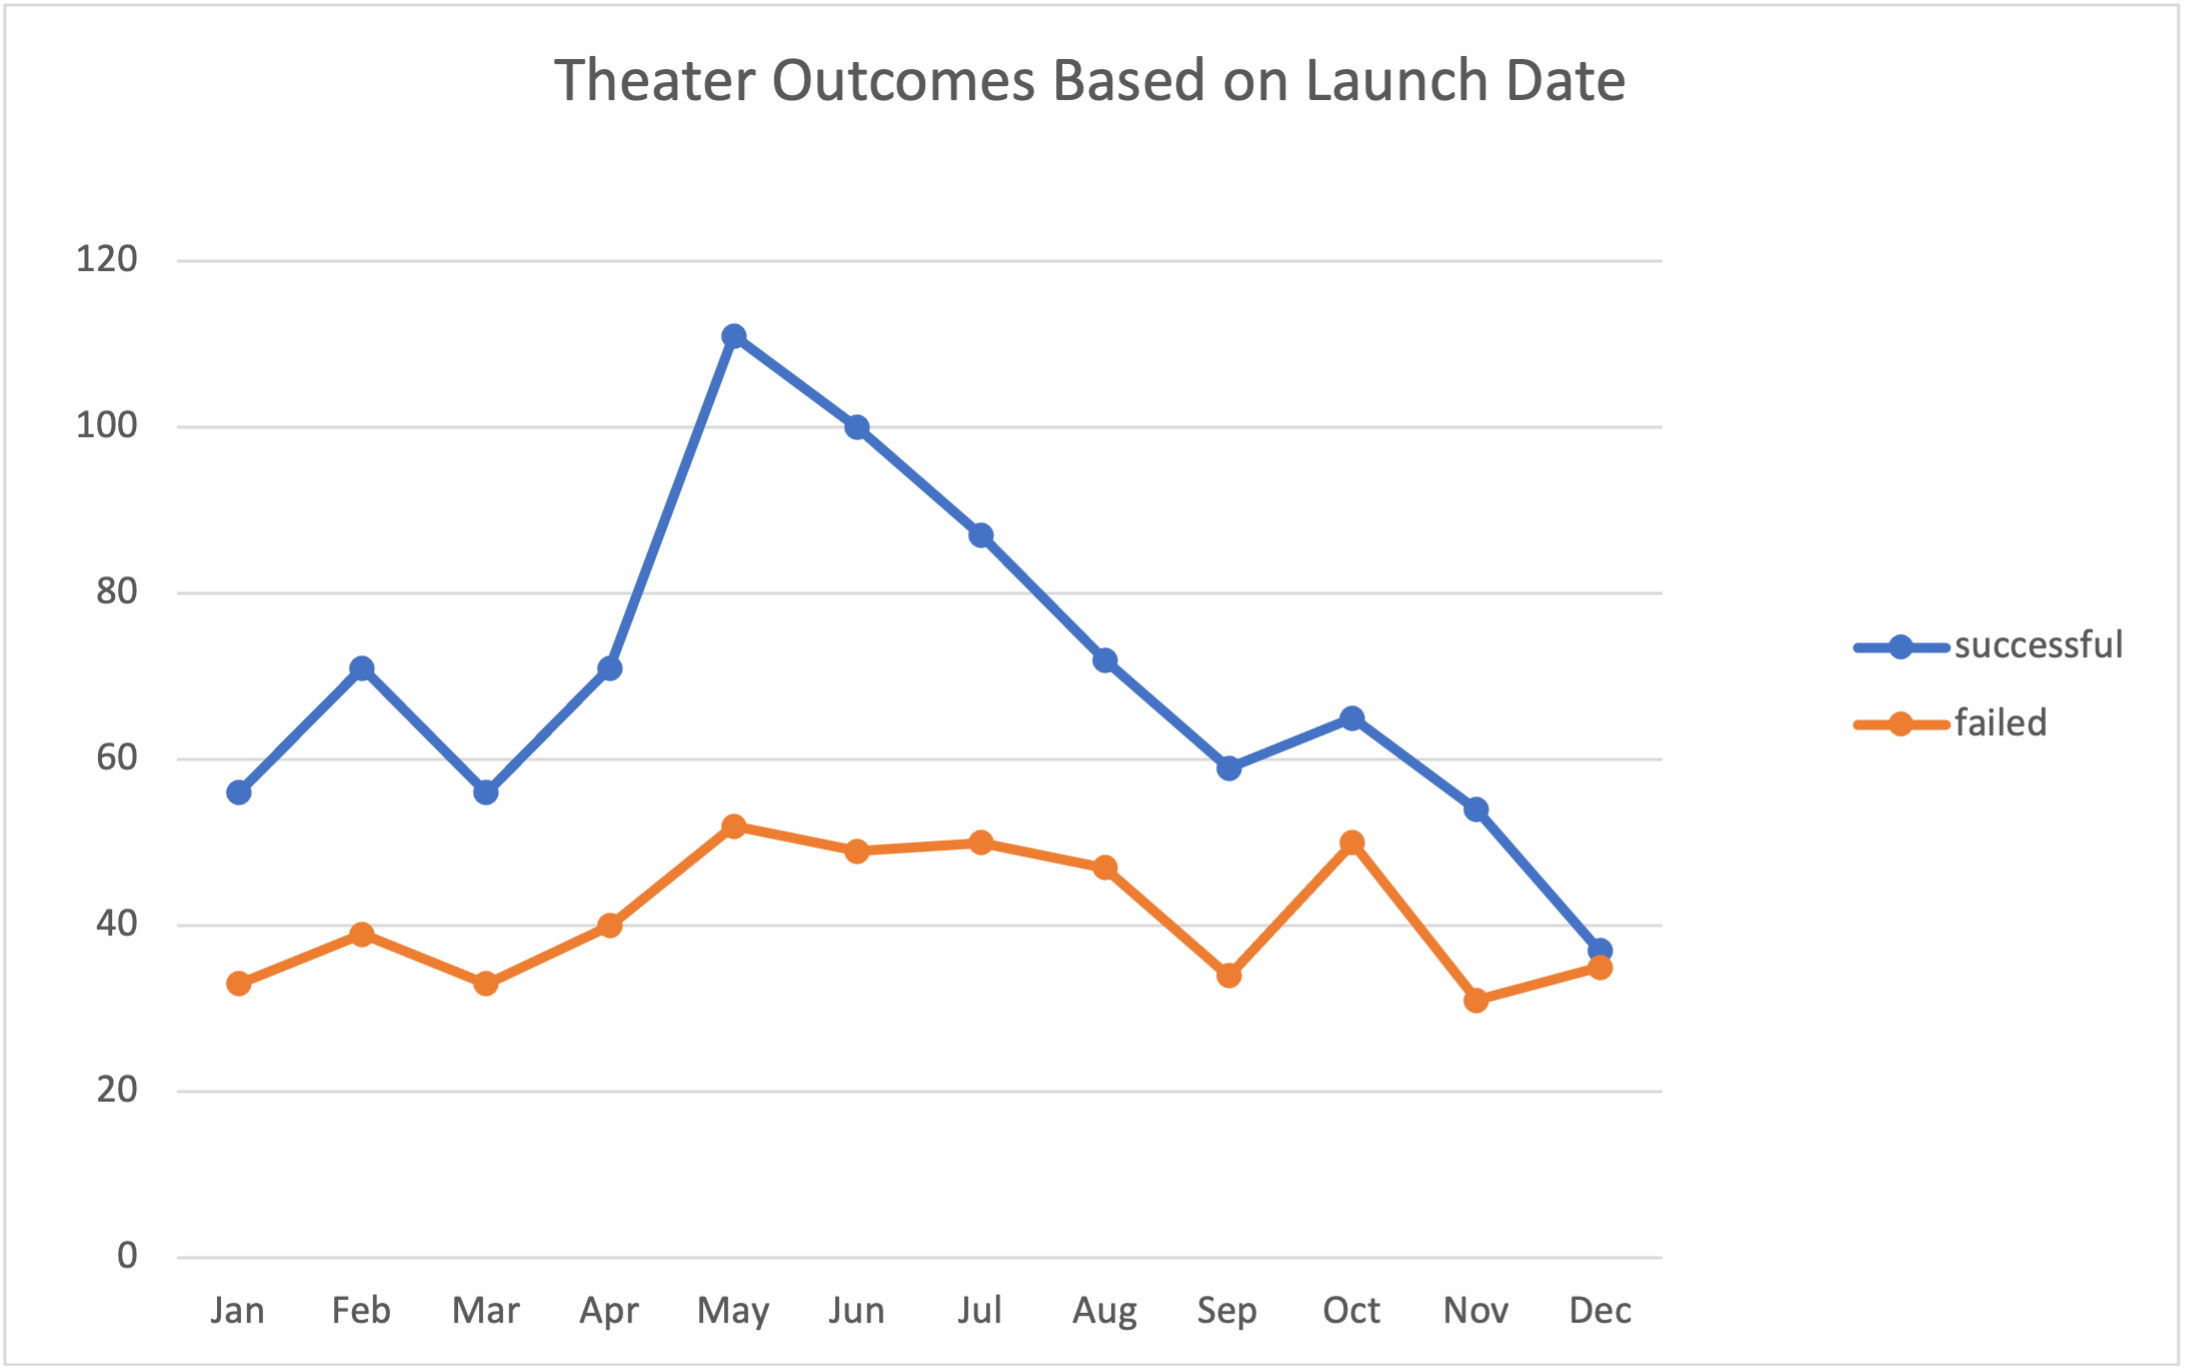 Theater Outcomes Based on Launch Date
120
100
80
60
40
20
0
Jan Feb Mar Apr May Jun Jul Aug Sep Oct Nov Dec
successful
failed